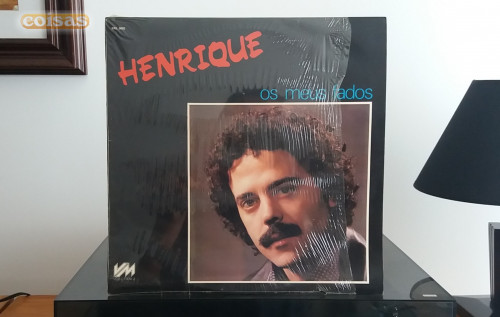 coisas
HENRIQUE
os meus fados
VM